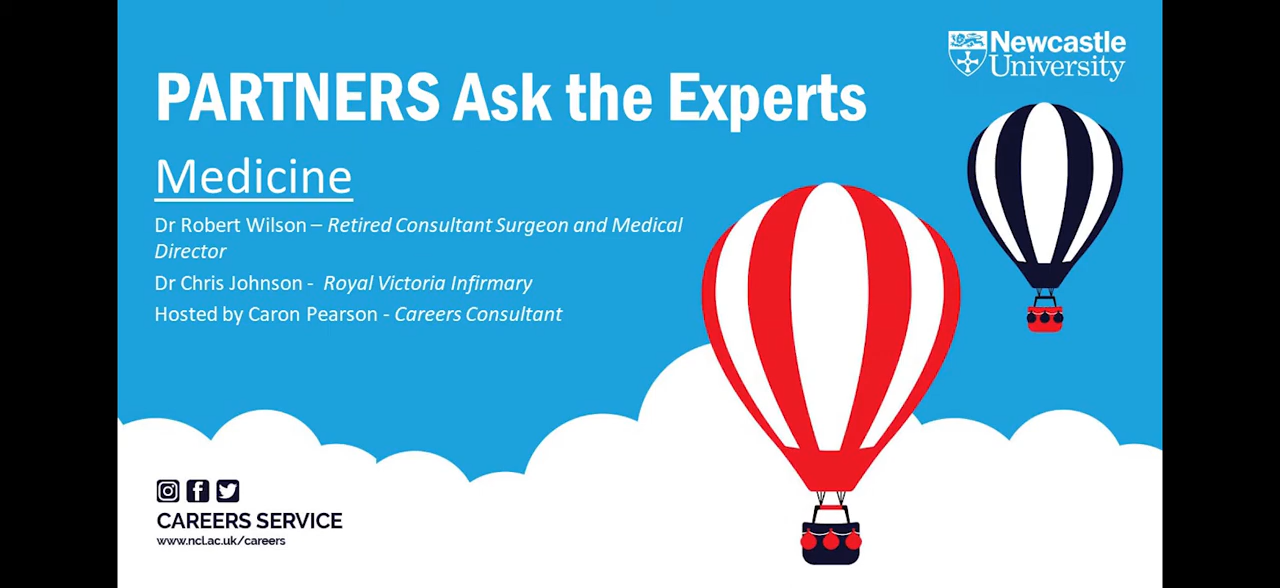 Newcastle
University
PARTNERS Ask the Experts
Medicine
Dr Robert Wilson – Retired Consultant Surgeon and Medical
Director
Dr Chris Johnson -  Royal Victoria Infirmary
Hosted by Caron Pearson - Careers Consultant
CAREERS SERVICE
www.ncl.ac.uk/careers